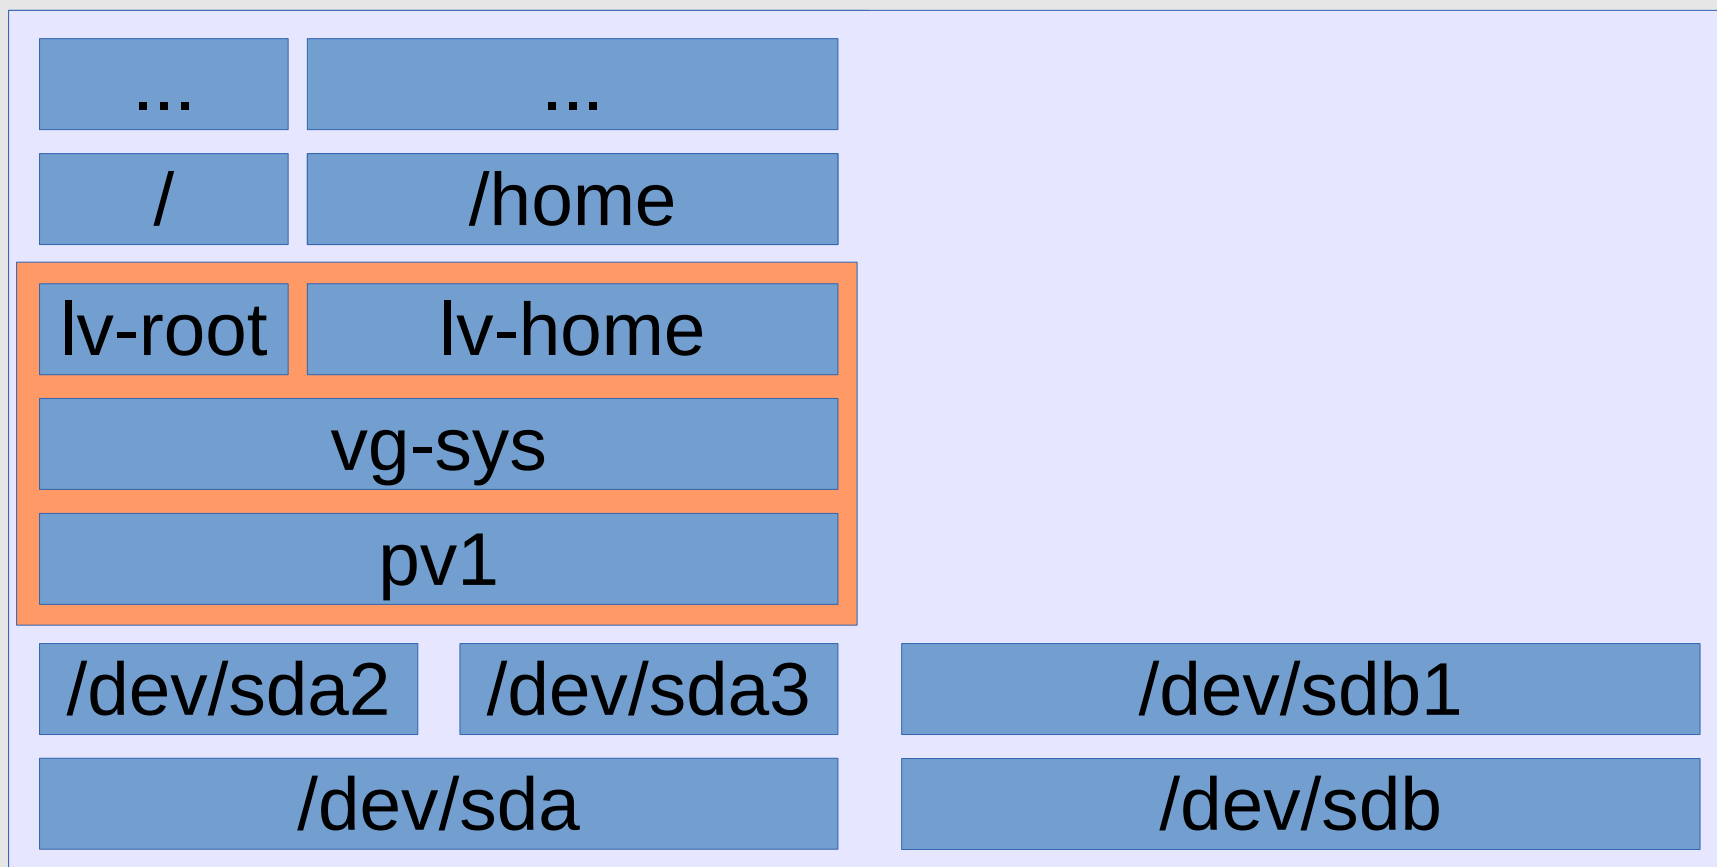 ... ...
/ /home
lv-root lv-home
vg-sys
pv1
/dev/sda2 /dev/sda3 /dev/sdb1
/dev/sda /dev/sdb